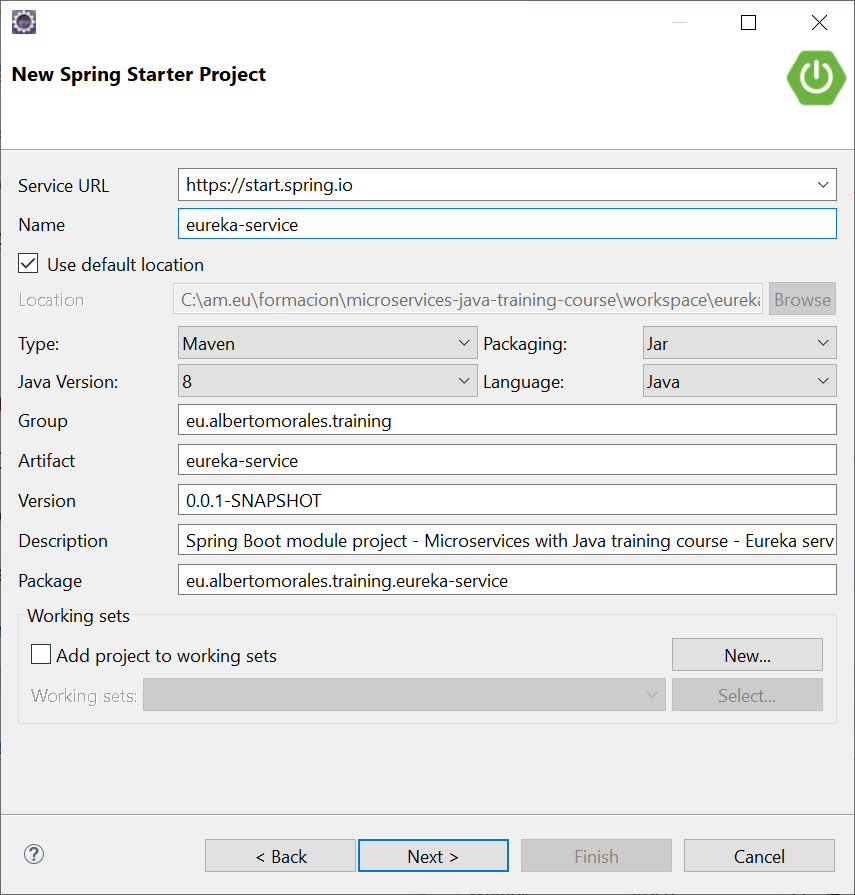 New Spring Starter Project
Service URL https://start.spring.io
Name eureka-service
Use default location
Location C:\am.eu\formacion\microservices-java-training-course\workspace\eureka Browse
Type: Maven Packaging: Jar
Java Version: 8 Language: Java
Group eu.albertomorales.training
Artifact eureka-service
Version 0.0.1-SNAPSHOT
Description Spring Boot module project - Microservices with Java training course - Eureka serv
Package eu.albertomorales.training.eureka-service
Working sets
Add project to working sets New...
Working sets: Select...
? < Back Next > Finish Cancel